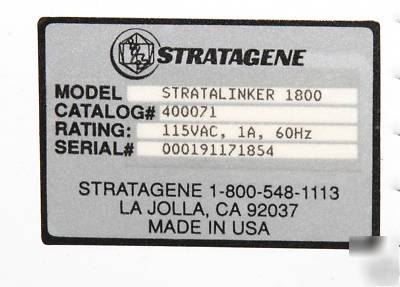 STRATAGENE
MODEL STRATALINKER 1800
CATALOG# 400071
RATING: 115VAC, 1A, 60Hz
SERIAL# 000191171854
STRATAGENE 1-800-548-1113
LA JOLLA, CA 92037
MADE IN USA